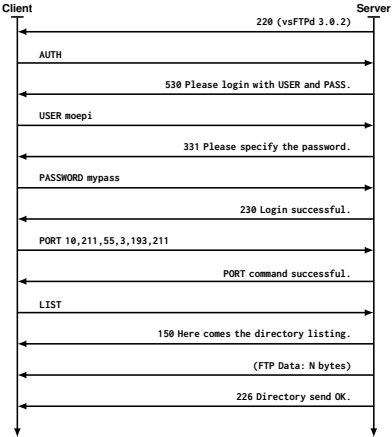 Client Server
220 (vsFTPd 3.0.2)
AUTH
530 Please login with USER and PASS.
USER moepi
331 Please specify the password.
PASSWORD mypass
230 Login successful.
PORT 10,211,55,3,193,211
PORT command successful.
LIST
150 Here comes the directory listing.
(FTP Data: N bytes)
226 Directory send OK.